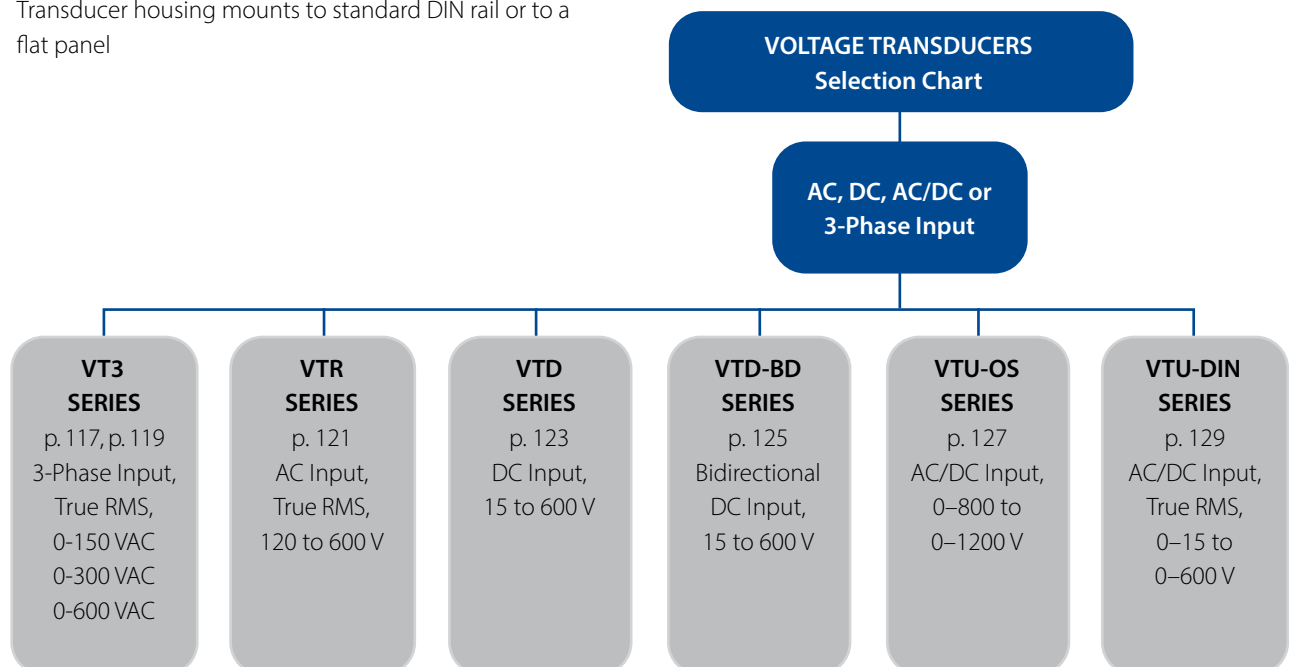 Transducer housing mounts to standard DIN rail or to a
flat panel
VOLTAGE TRANSDUCERS
Selection Chart
AC, DC, AC/DC or
3-Phase Input
VT3
SERIES
p. 117, p. 119
3-Phase Input,
True RMS,
0-150 VAC
0-300 VAC
0-600 VAC
VTR
SERIES
p. 121
AC Input,
True RMS,
120 to 600 V
VTD
SERIES
p. 123
DC Input,
15 to 600 V
VTD-BD
SERIES
p. 125
Bidirectional
DC Input,
15 to 600 V
VTU-OS
SERIES
p. 127
AC/DC Input,
0–800 to
0–1200 V
VTU-DIN
SERIES
p. 129
AC/DC Input,
True RMS,
0–15 to
0–600 V